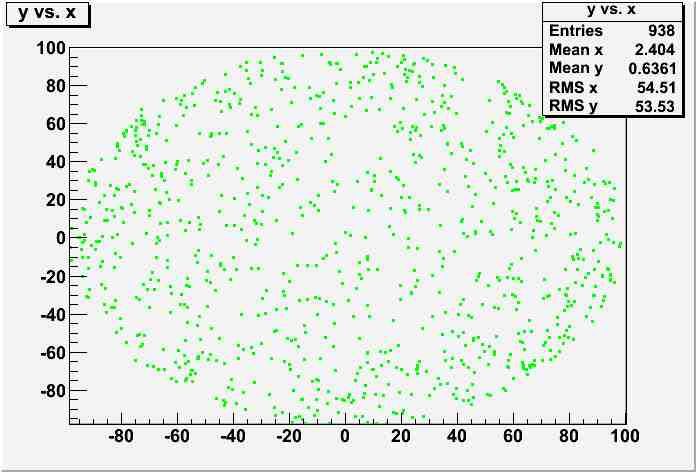 y vs. x
y vs. x
Entries 938
Mean x 2.404
Mean y 0.6361
RMS x 54.51
RMS y 53.53
100
80
60
40
20
0
-20
-40
-60
-80
-80 -60 -40 -20 0 20 40 60 80 100